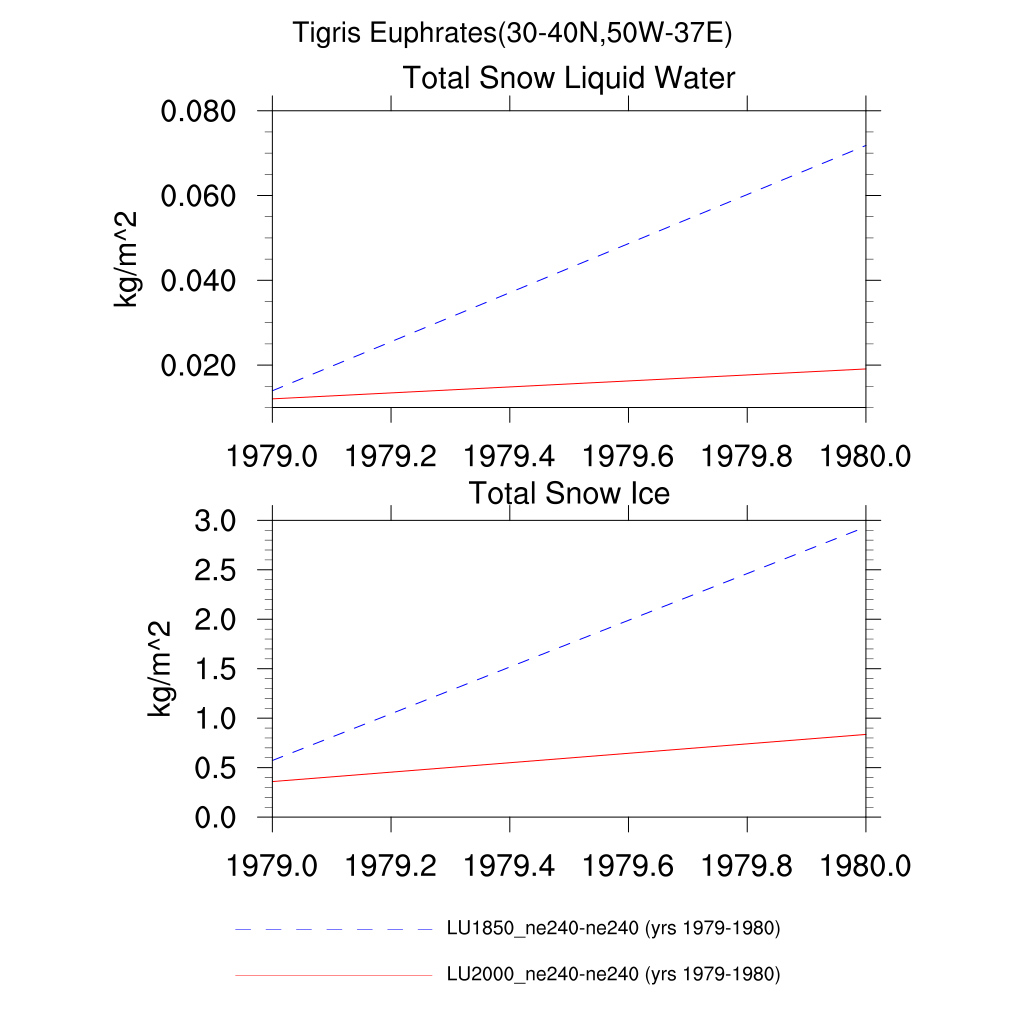 Tigris Euphrates(30-40N,50W-37E)
Total Snow Liquid Water
0.080
0.060
0.040
0.020
kg/m^2
1979.0 1979.2 1979.4 1979.6 1979.8 1980.0
Total Snow Ice
3.0
2.5
2.0
1.5
1.0
0.5
0.0
kg/m^2
1979.0 1979.2 1979.4 1979.6 1979.8 1980.0
LU1850_ne240-ne240 (yrs 1979-1980)
LU2000_ne240-ne240 (yrs 1979-1980)